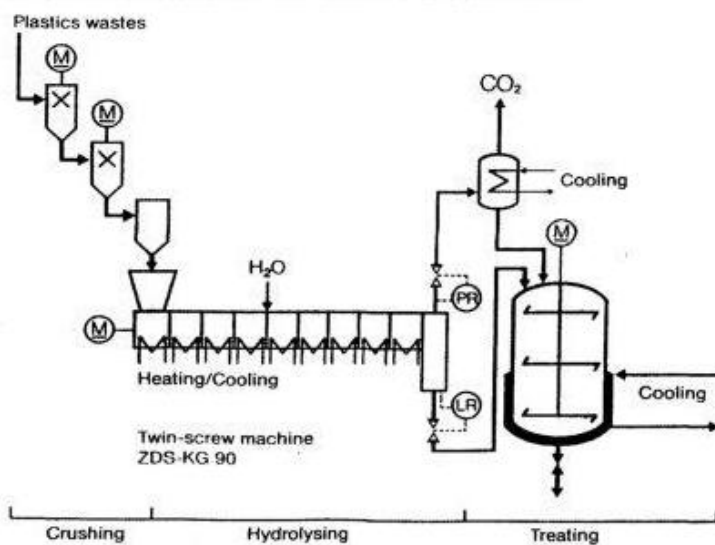 Plastics wastes
M
M
CO₂
Cooling
M
H₂O
PR
M
Heating/Cooling
Cooling
LR
Twin-screw machine
ZDS-KG 90
Crushing
Hydrolysing
Treating